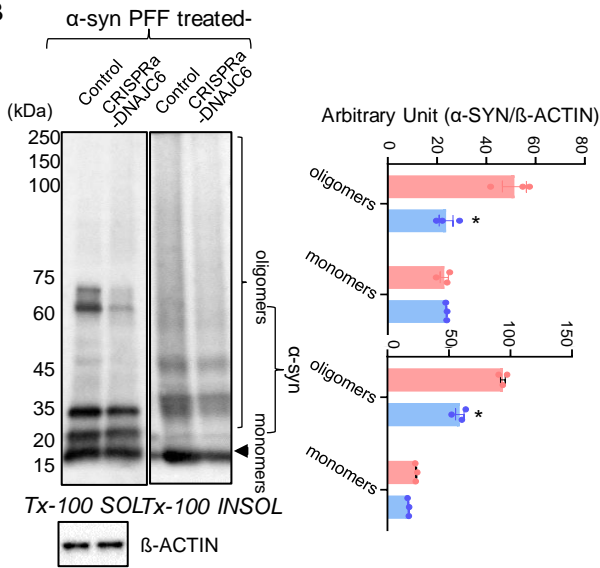 B
α-syn PFF treated-
Control
CRISPRa
-DNAJC6
Control
CRISPRa
-DNAJC6
(kDa)
250
150
100
75
60
45
35
20
15
oligomers
α-syn
monomers
Tx-100 SOL
Tx-100 INSOL
ß-ACTIN
Arbitrary Unit (α-SYN/ß-ACTIN)
0
20
40
60
80
oligomers
*
monomers
0
50
100
150
oligomers
*
monomers